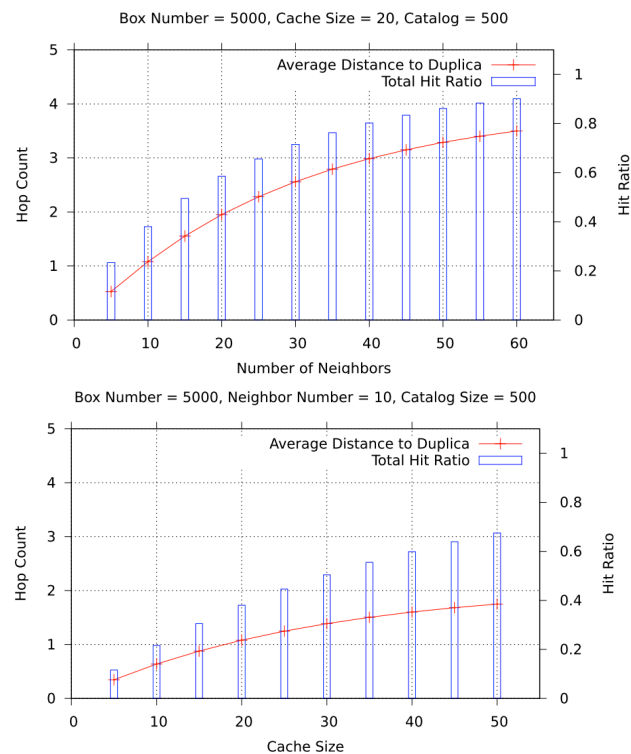 Box Number = 5000, Cache Size = 20, Catalog = 500
5
4
3
2
1
0
Hop Count
Average Distance to Duplica
Total Hit Ratio
1
0.8
0.6
0.4
0.2
0
Hit Ratio
0 10 20 30 40 50 60
Number of Neighbors
Box Number = 5000, Neighbor Number = 10, Catalog Size = 500
5
4
3
2
1
0
Hop Count
Average Distance to Duplica
Total Hit Ratio
1
0.8
0.6
0.4
0.2
0
Hit Ratio
0 10 20 30 40 50
Cache Size